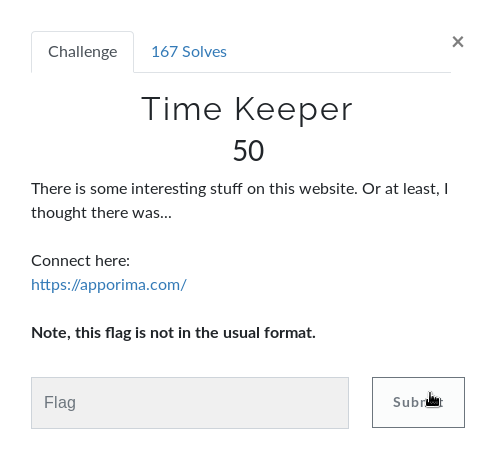 Challenge
167 Solves
×
Time Keeper
50
There is some interesting stuff on this website. Or at least, I
thought there was...
Connect here:
https://apporima.com/
Note, this flag is not in the usual format.
Flag